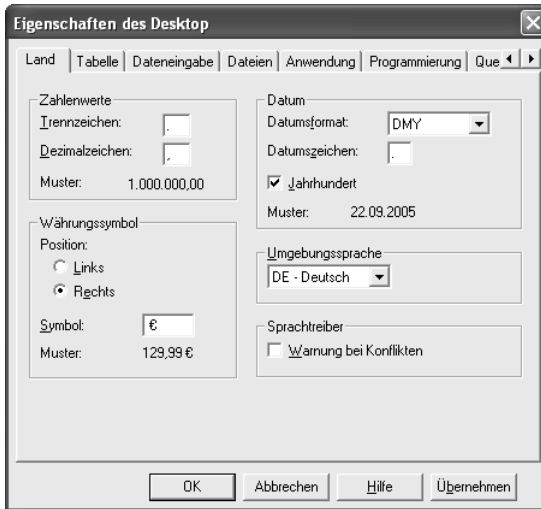 Eigenschaften des Desktop
Land Tabelle Dateneingabe Dateien Anwendung Programmierung Que
Zahlenwerte
Trennzeichen: .
Dezimalzeichen: ,
Muster: 1.000.000,00
Währungssymbol
Position:
Links
Rechts
Symbol: €
Muster: 129,99 €
Datum
Datumsformat: DMY
Datumszeichen: .
Jahrhundert
Muster: 22.09.2005
Umgebungssprache
DE - Deutsch
Sprachtreiber
Warnung bei Konflikten
OK Abbrechen Hilfe Übernehmen